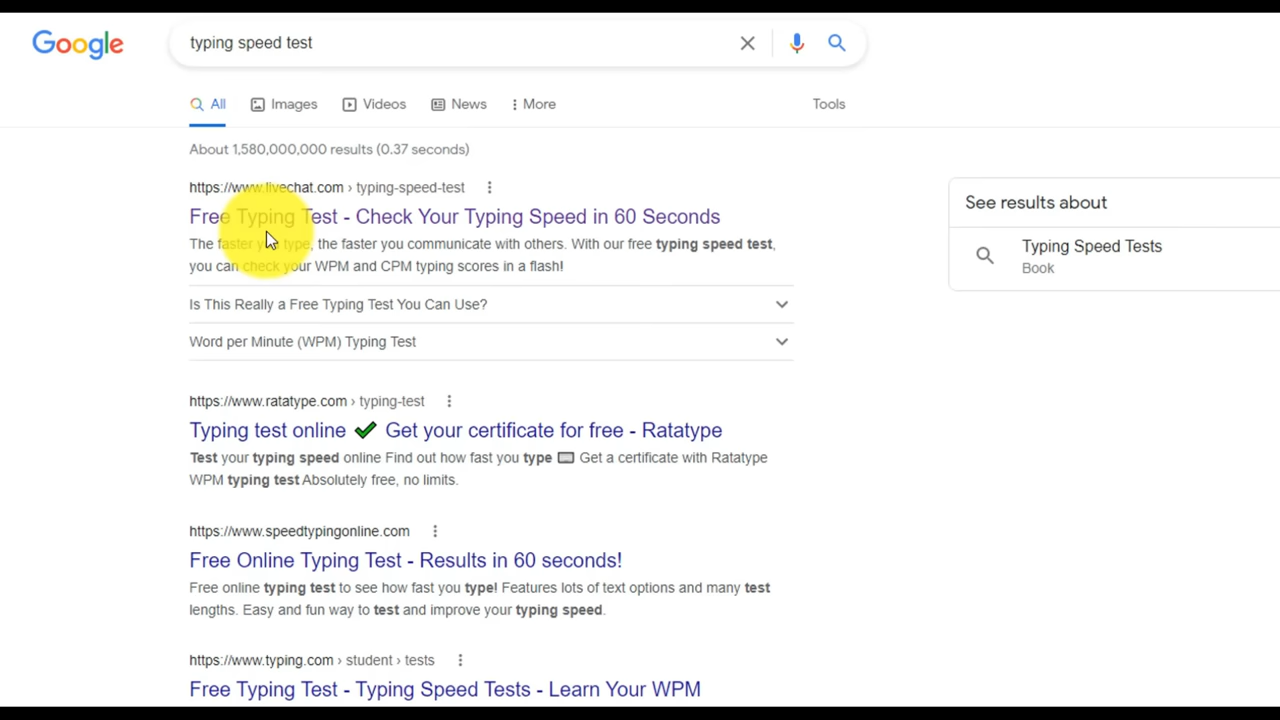 Google
typing speed test
All Images Videos News More Tools
About 1,580,000,000 results (0.37 seconds)
https://www.livechat.com › typing-speed-test
Free Typing Test - Check Your Typing Speed in 60 Seconds
The faster you type, the faster you communicate with others. With our free typing speed test,
you can check your WPM and CPM typing scores in a flash!
Is This Really a Free Typing Test You Can Use?
Word per Minute (WPM) Typing Test
https://www.ratatype.com › typing-test
Typing test online ✔ Get your certificate for free - Ratatype
Test your typing speed online Find out how fast you type ⌨ Get a certificate with Ratatype
WPM typing test Absolutely free, no limits.
https://www.speedtypingonline.com
Free Online Typing Test - Results in 60 seconds!
Free online typing test to see how fast you type! Features lots of text options and many test
lengths. Easy and fun way to test and improve your typing speed.
https://www.typing.com › student › tests
Free Typing Test - Typing Speed Tests - Learn Your WPM
See results about
Typing Speed Tests
Book